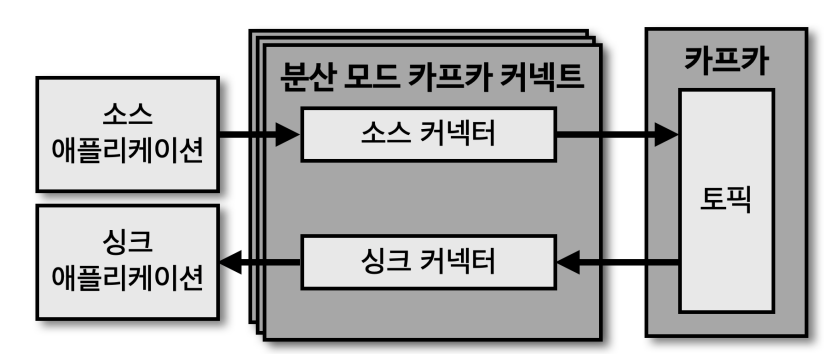 분산 모드 카프카 커넥트
카프카
소스
애플리케이션
소스 커넥터
토픽
싱크
애플리케이션
싱크 커넥터